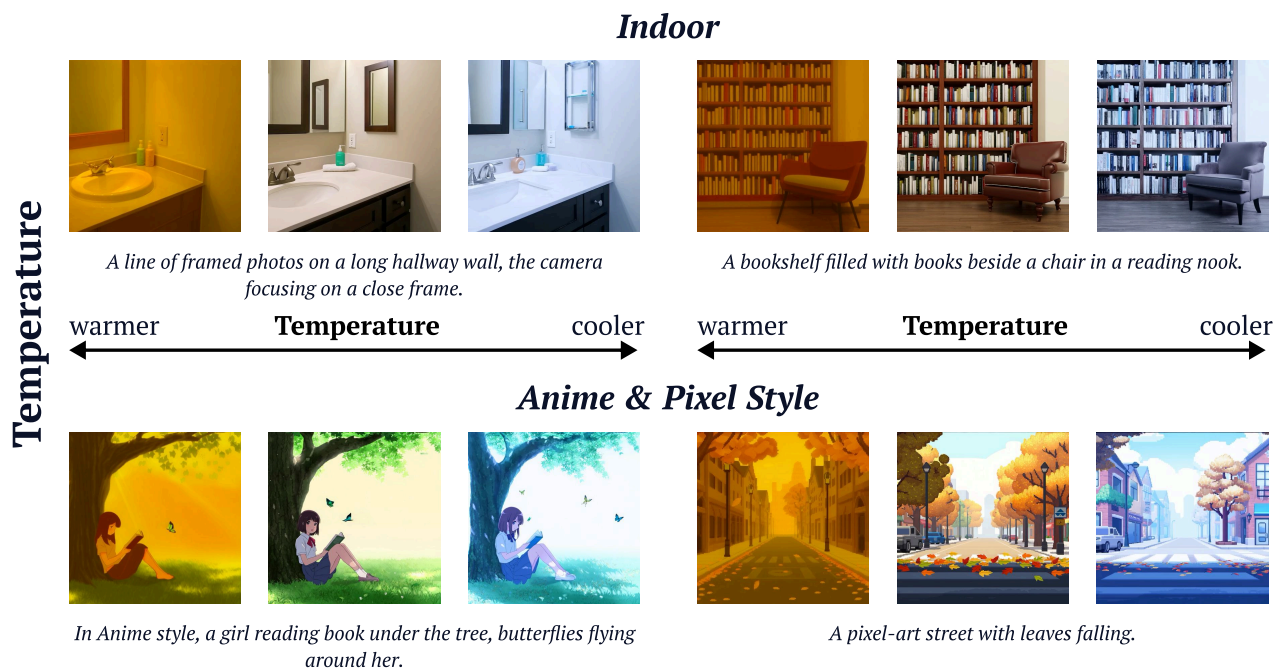 Indoor
A line of framed photos on a long hallway wall, the camera
focusing on a close frame.
A bookshelf filled with books beside a chair in a reading nook.
warmer Temperature cooler
warmer Temperature cooler
Temperature
Anime & Pixel Style
In Anime style, a girl reading book under the tree, butterflies flying
around her.
A pixel-art street with leaves falling.